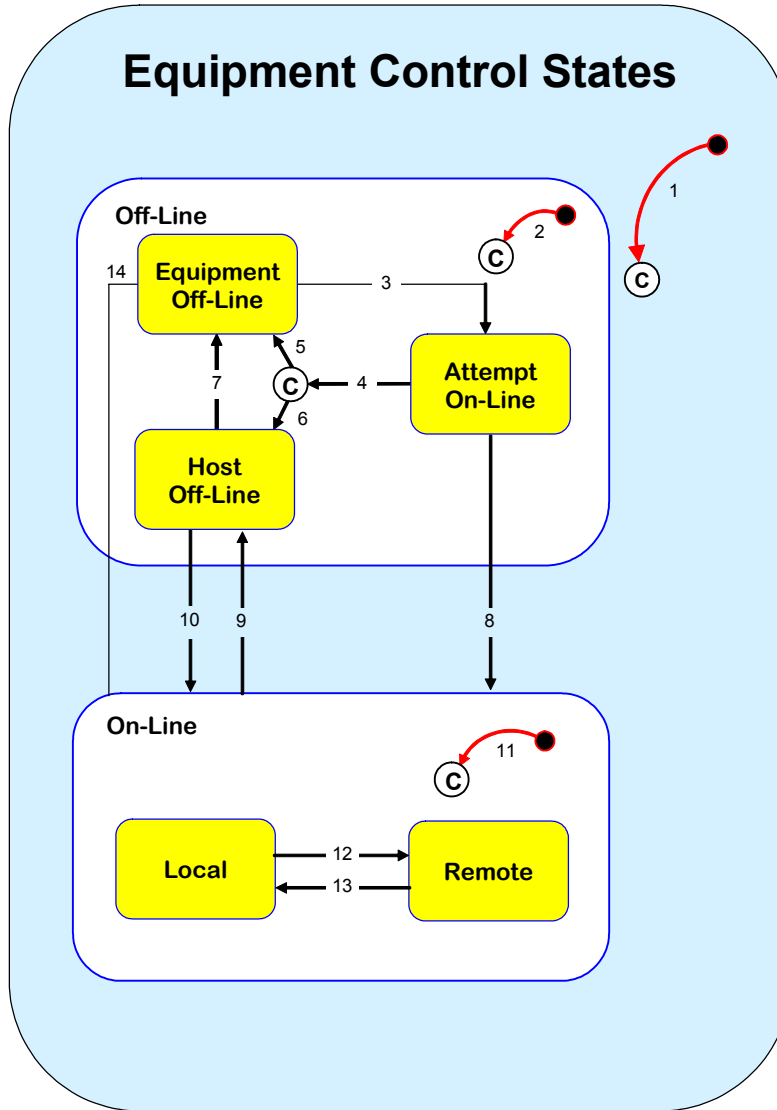 Equipment Control States
1
Off-Line
2
C
C
14
Equipment
Off-Line
3
5
Attempt
On-Line
7
C
4
6
Host
Off-Line
10
9
8
On-Line
11
C
Local
12
13
Remote